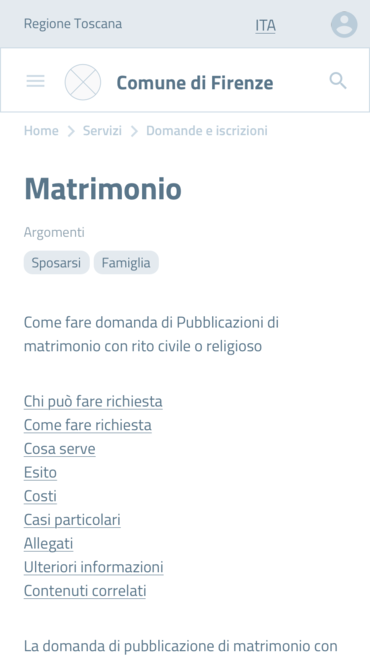 Regione Toscana ITA
Comune di Firenze
Home Servizi Domande e iscrizioni
Matrimonio
Argomenti
Sposarsi Famiglia
Come fare domanda di Pubblicazioni di
matrimonio con rito civile o religioso
Chi può fare richiesta
Come fare richiesta
Cosa serve
Esito
Costi
Casi particolari
Allegati
Ulteriori informazioni
Contenuti correlati
La domanda di pubblicazione di matrimonio con